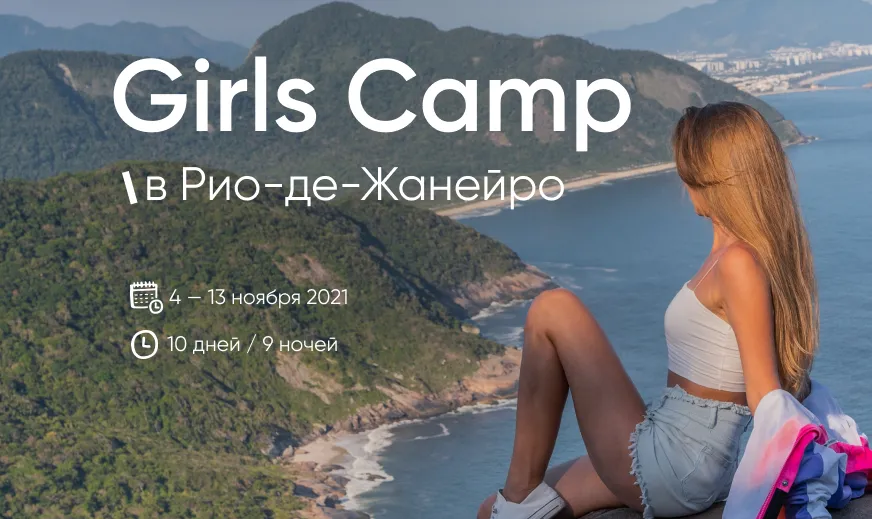 Girls Camp
\ в Рио-де-Жанейро
4 — 13 ноября 2021
10 дней / 9 ночей